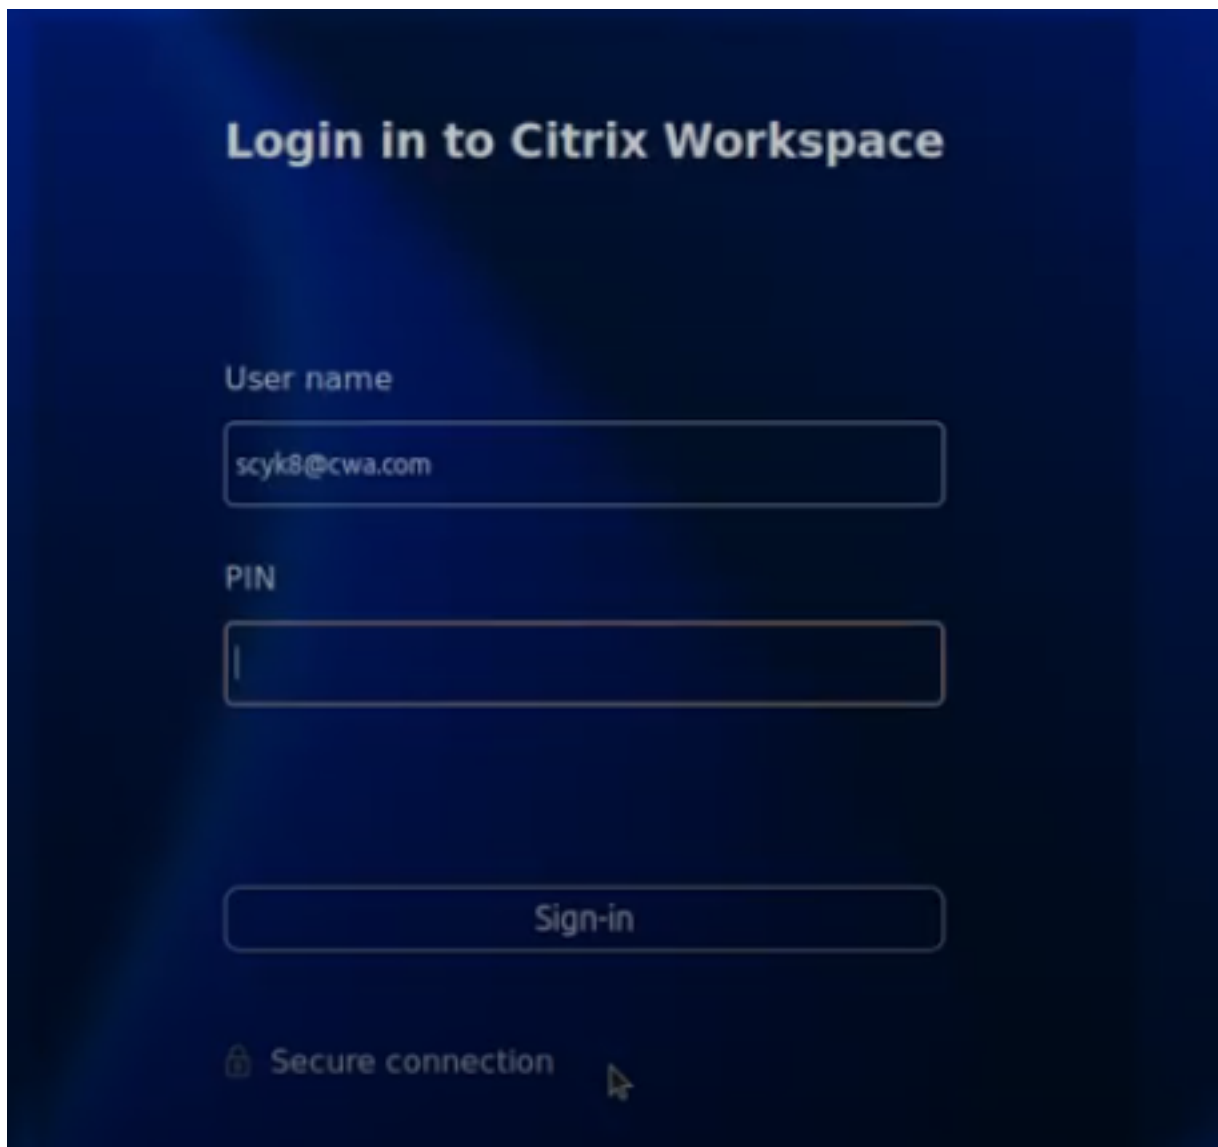 Login in to Citrix Workspace
User name
scyk8@cwa.com
PIN
Sign-in
Secure connection